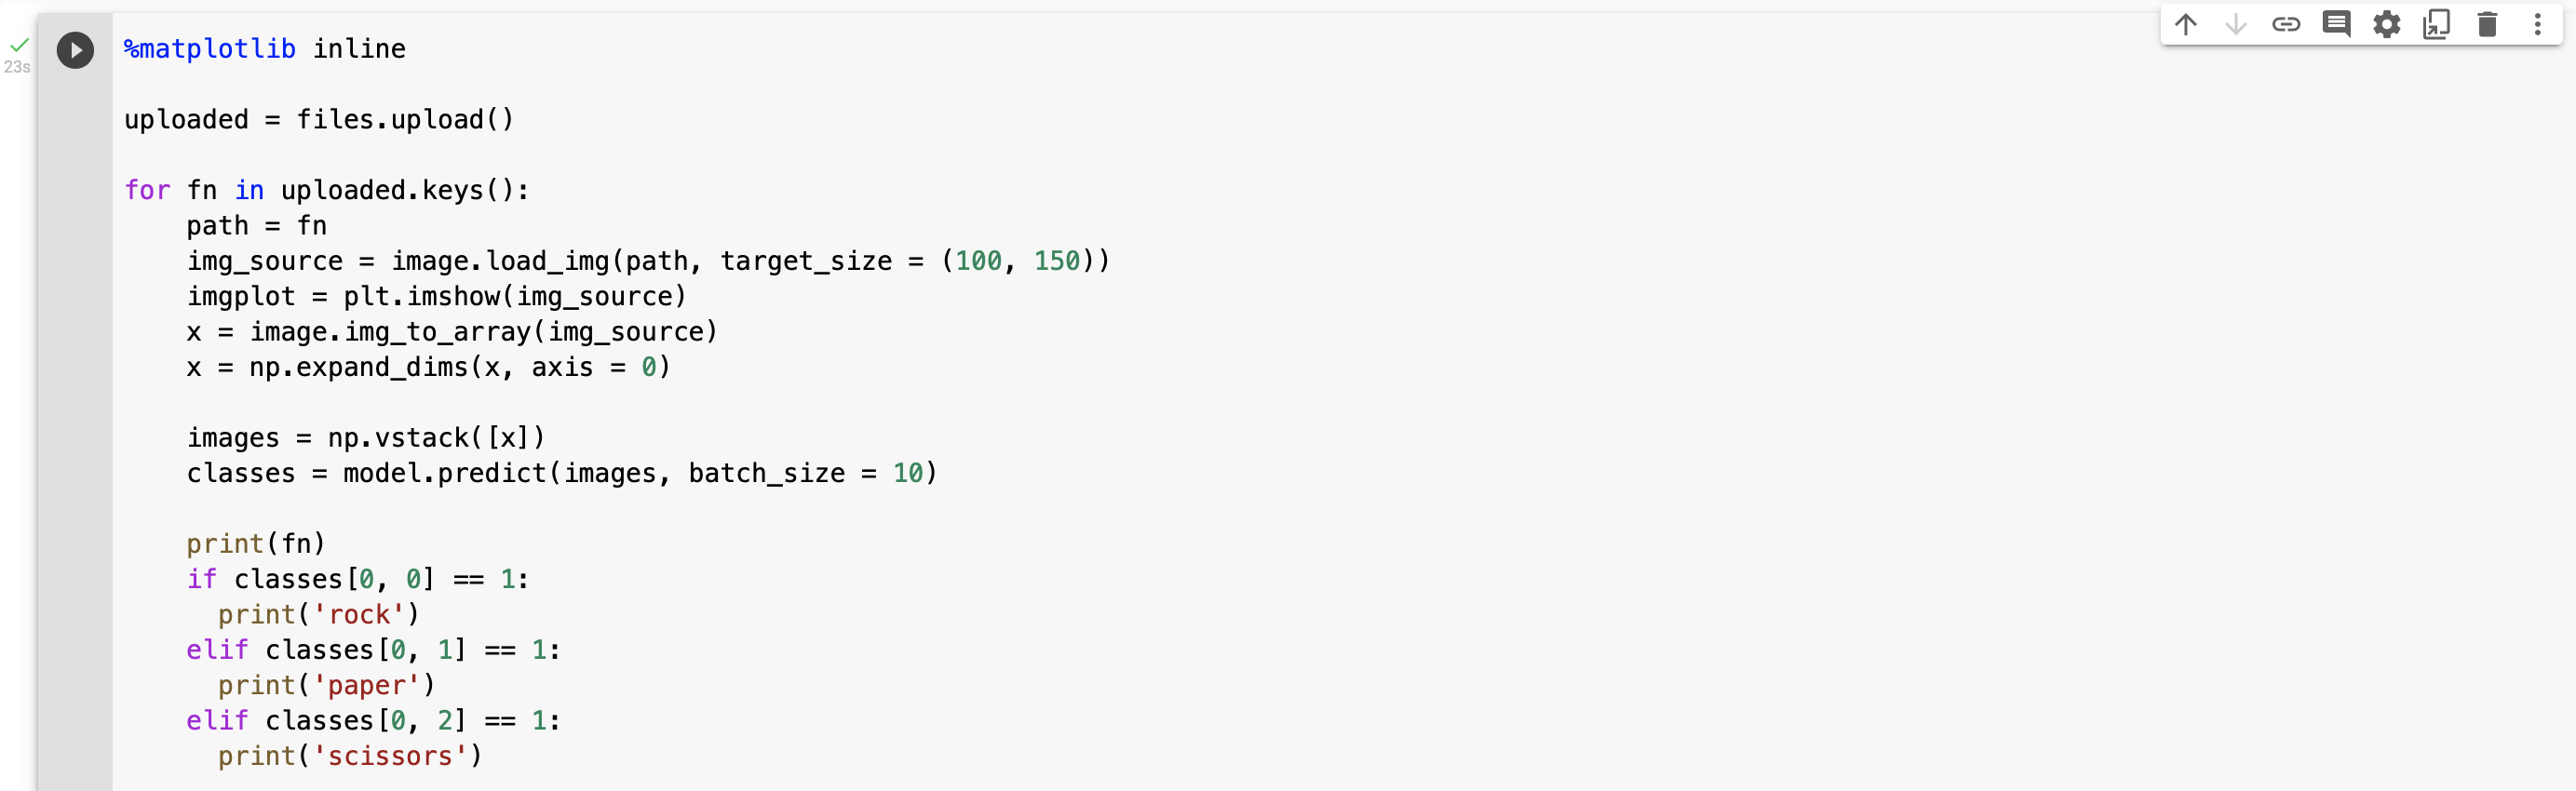 %matplotlib inline
uploaded = files.upload()
for fn in uploaded.keys():
    path = fn
    img_source = image.load_img(path, target_size = (100, 150))
    imgplot = plt.imshow(img_source)
    x = image.img_to_array(img_source)
    x = np.expand_dims(x, axis = 0)
    images = np.vstack([x])
    classes = model.predict(images, batch_size = 10)
    print(fn)
    if classes[0, 0] == 1:
      print('rock')
    elif classes[0, 1] == 1:
      print('paper')
    elif classes[0, 2] == 1:
      print('scissors')
23s